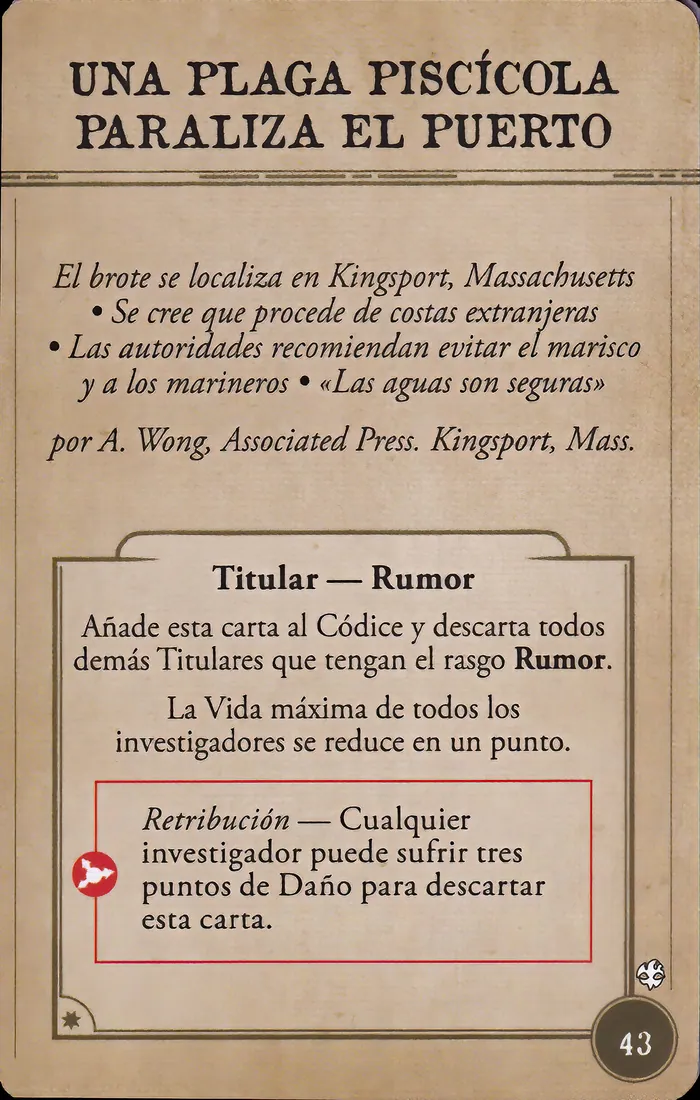 UNA PLAGA PISCÍCOLA
PARALIZA EL PUERTO
El brote se localiza en Kingsport, Massachusetts
• Se cree que procede de costas extranjeras
• Las autoridades recomiendan evitar el marisco
y a los marineros • «Las aguas son seguras»
por A. Wong, Associated Press. Kingsport, Mass.
Titular — Rumor
Añade esta carta al Códice y descarta todos
demás Titulares que tengan el rasgo Rumor.
La Vida máxima de todos los
investigadores se reduce en un punto.
Retribución — Cualquier
investigador puede sufrir tres
puntos de Daño para descartar
esta carta.
43